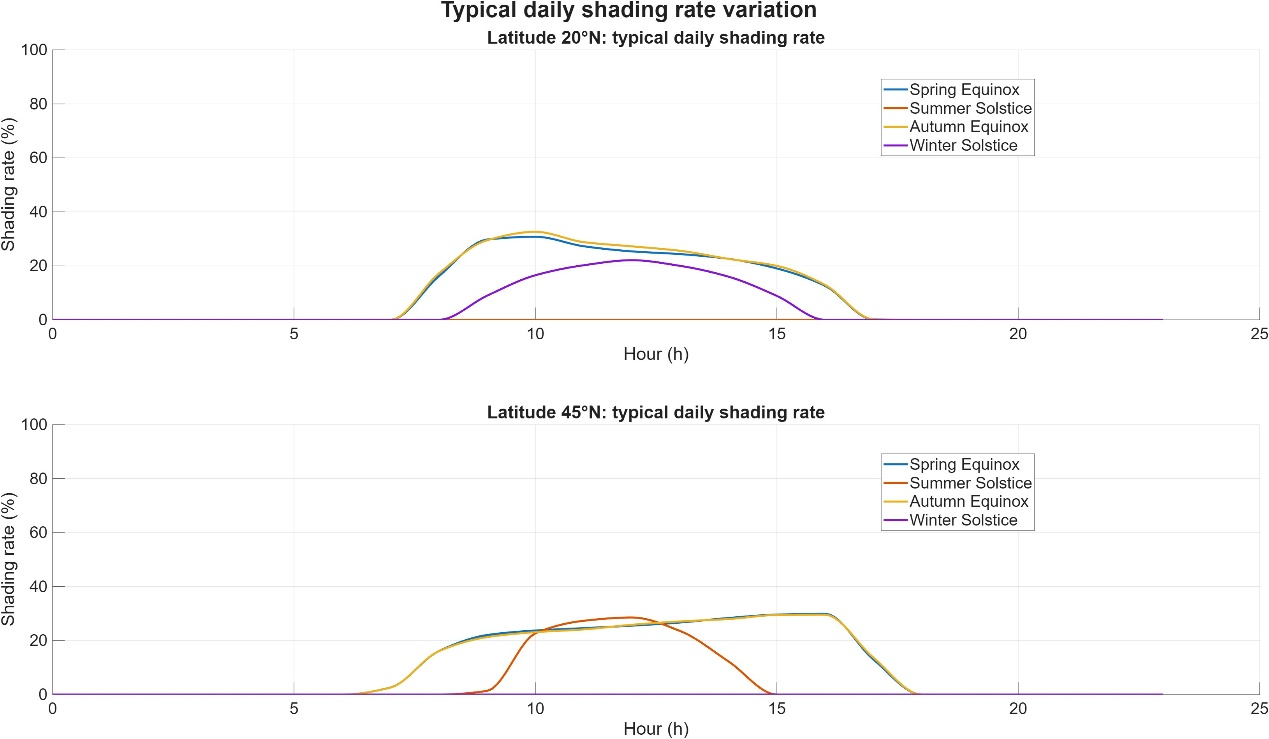 Typical daily shading rate variation
Latitude 20°N: typical daily shading rate
100
80
60
40
20
0
Shading rate (%)
Spring Equinox
Summer Solstice
Autumn Equinox
Winter Solstice
0 5 10 15 20 25
Hour (h)
Latitude 45°N: typical daily shading rate
100
80
60
40
20
0
Shading rate (%)
Spring Equinox
Summer Solstice
Autumn Equinox
Winter Solstice
0 5 10 15 20 25
Hour (h)